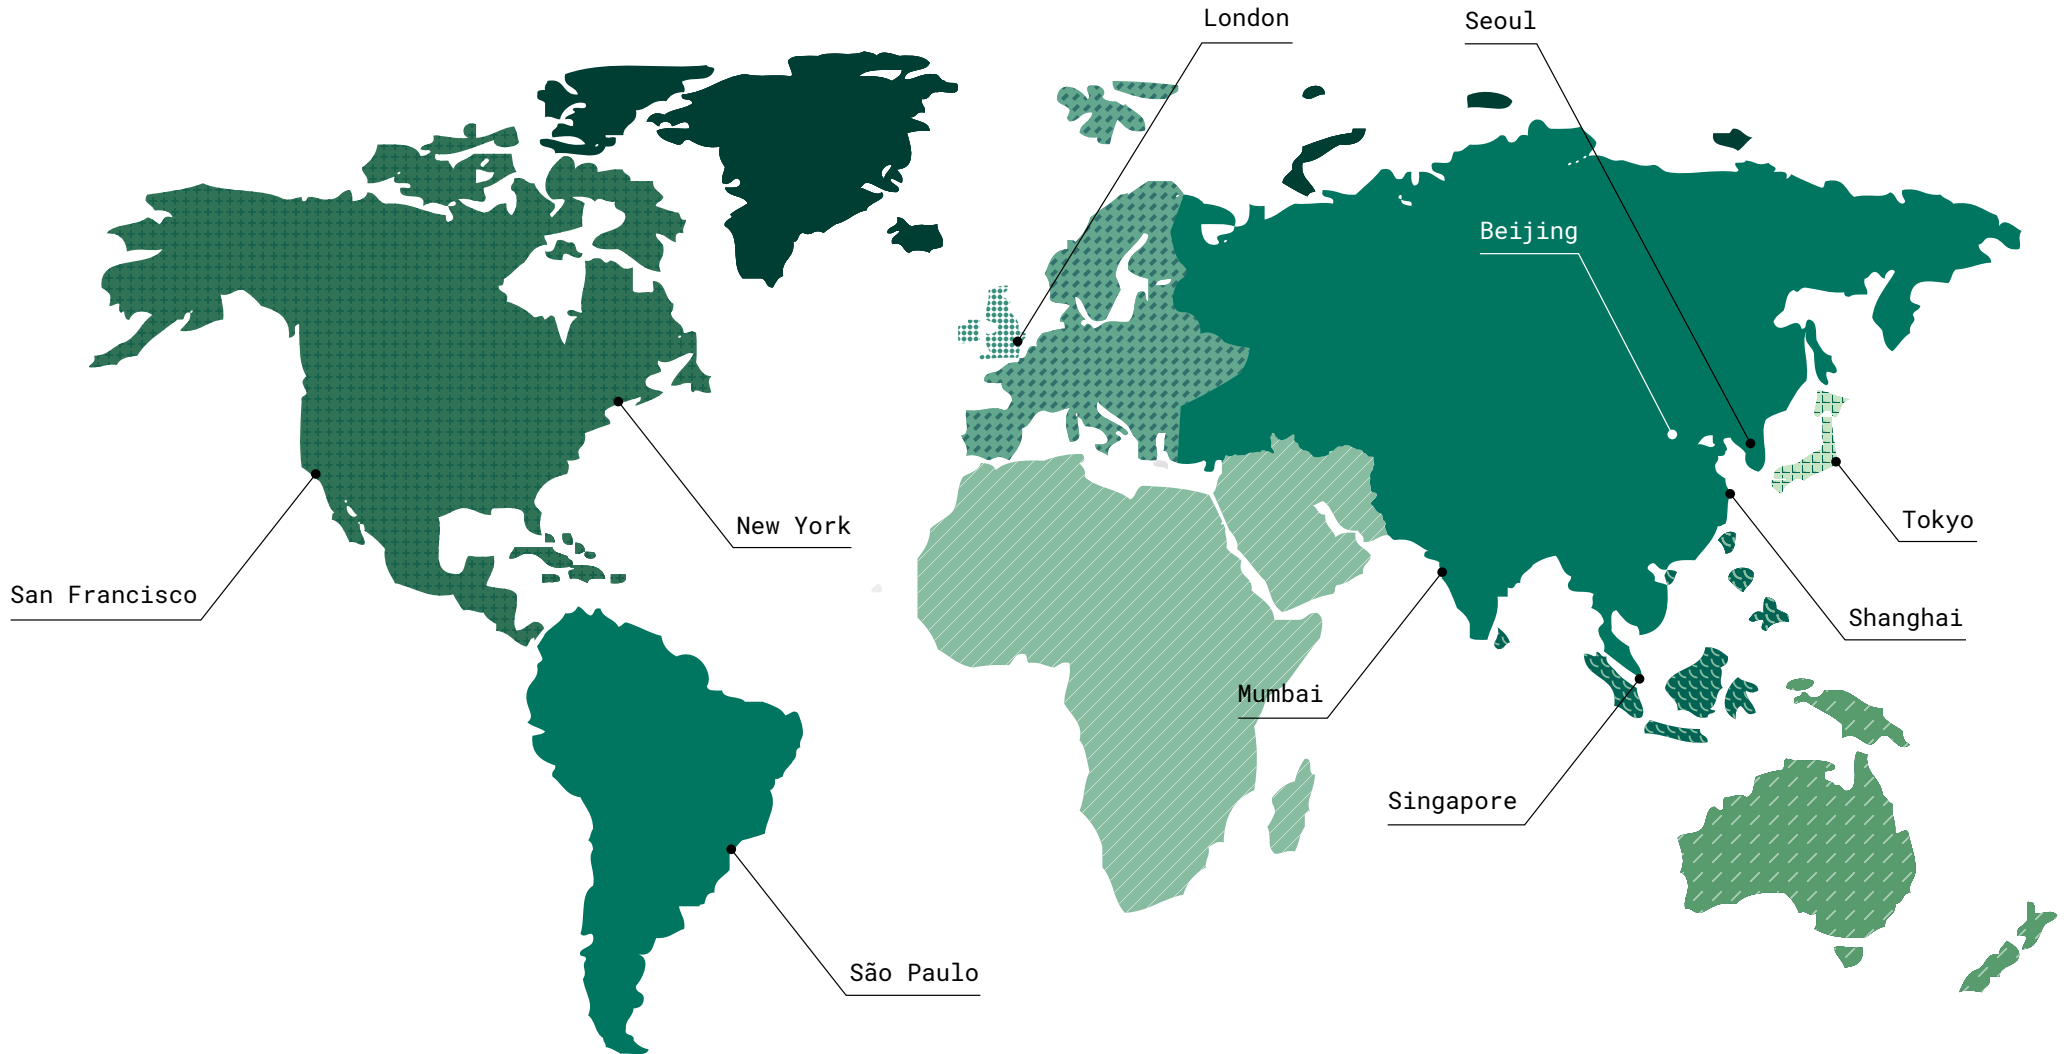 London
Seoul
Beijing
New York
Tokyo
San Francisco
Shanghai
Mumbai
Singapore
São Paulo